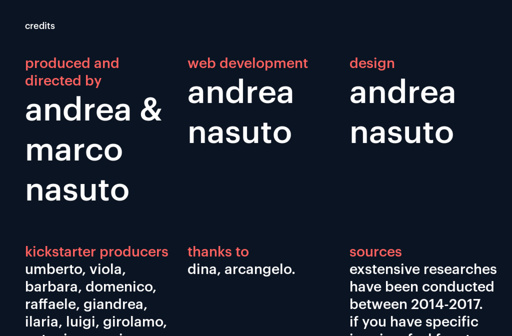 credits
produced and
directed by
andrea &
marco
nasuto
web development
andrea
nasuto
design
andrea
nasuto
kickstarter producers
umberto, viola,
barbara, domenico,
raffaele, giandrea,
ilaria, luigi, girolamo,
thanks to
dina, arcangelo.
sources
exstensive researches
have been conducted
between 2014-2017.
if you have specific